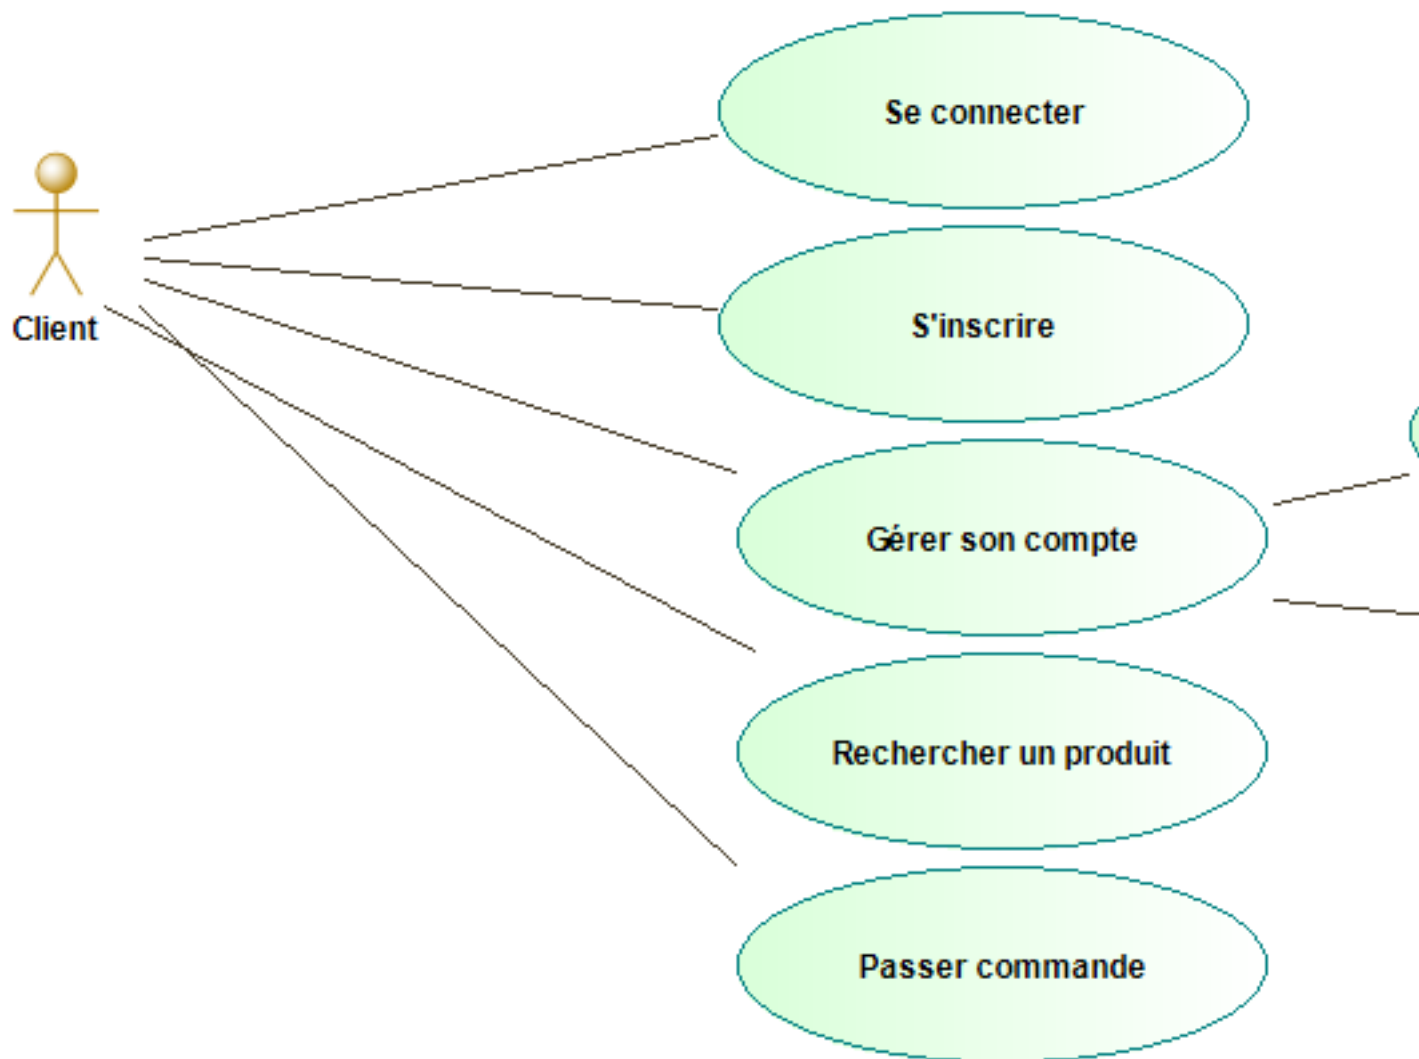 Se connecter
Client
S'inscrire
Gérer son compte
Rechercher un produit
Passer commande